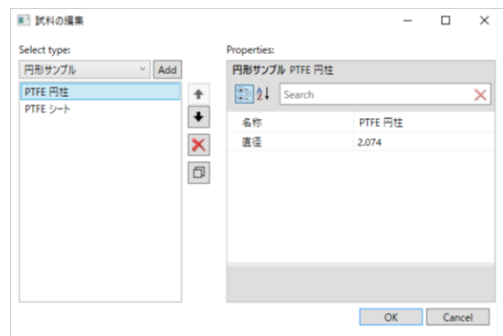 試料の編集
Select type:
円形サンプル
Add
PTFE 円柱
PTFE シート
Properties:
円形サンプル PTFE 円柱
Search
名称 PTFE 円柱
直径 2.074
OK
Cancel